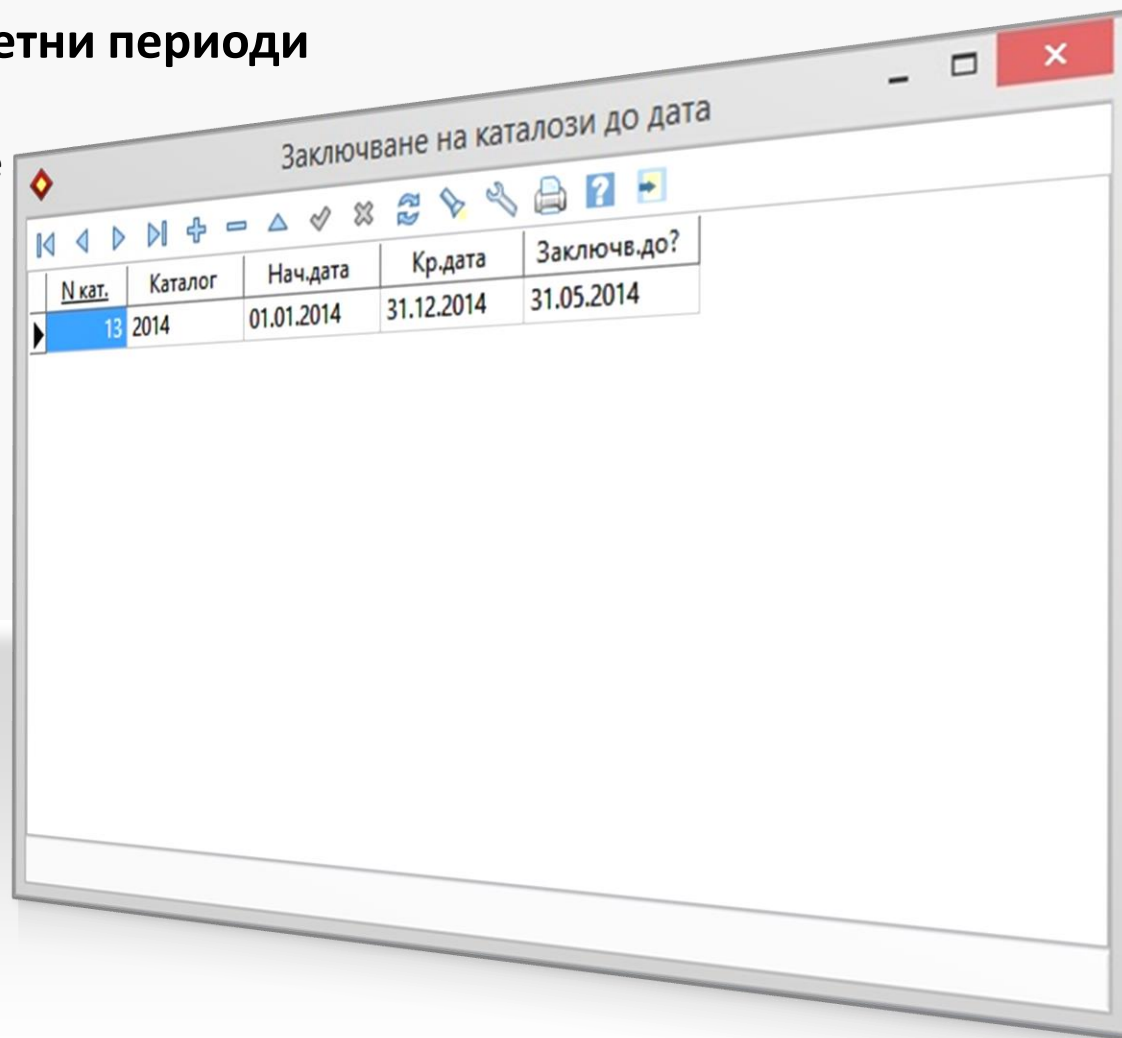 етни периоди
Заключване на каталози до дата
N кат. Каталог Нач.дата Кр.дата Заключв.до?
13 2014 01.01.2014 31.12.2014 31.05.2014